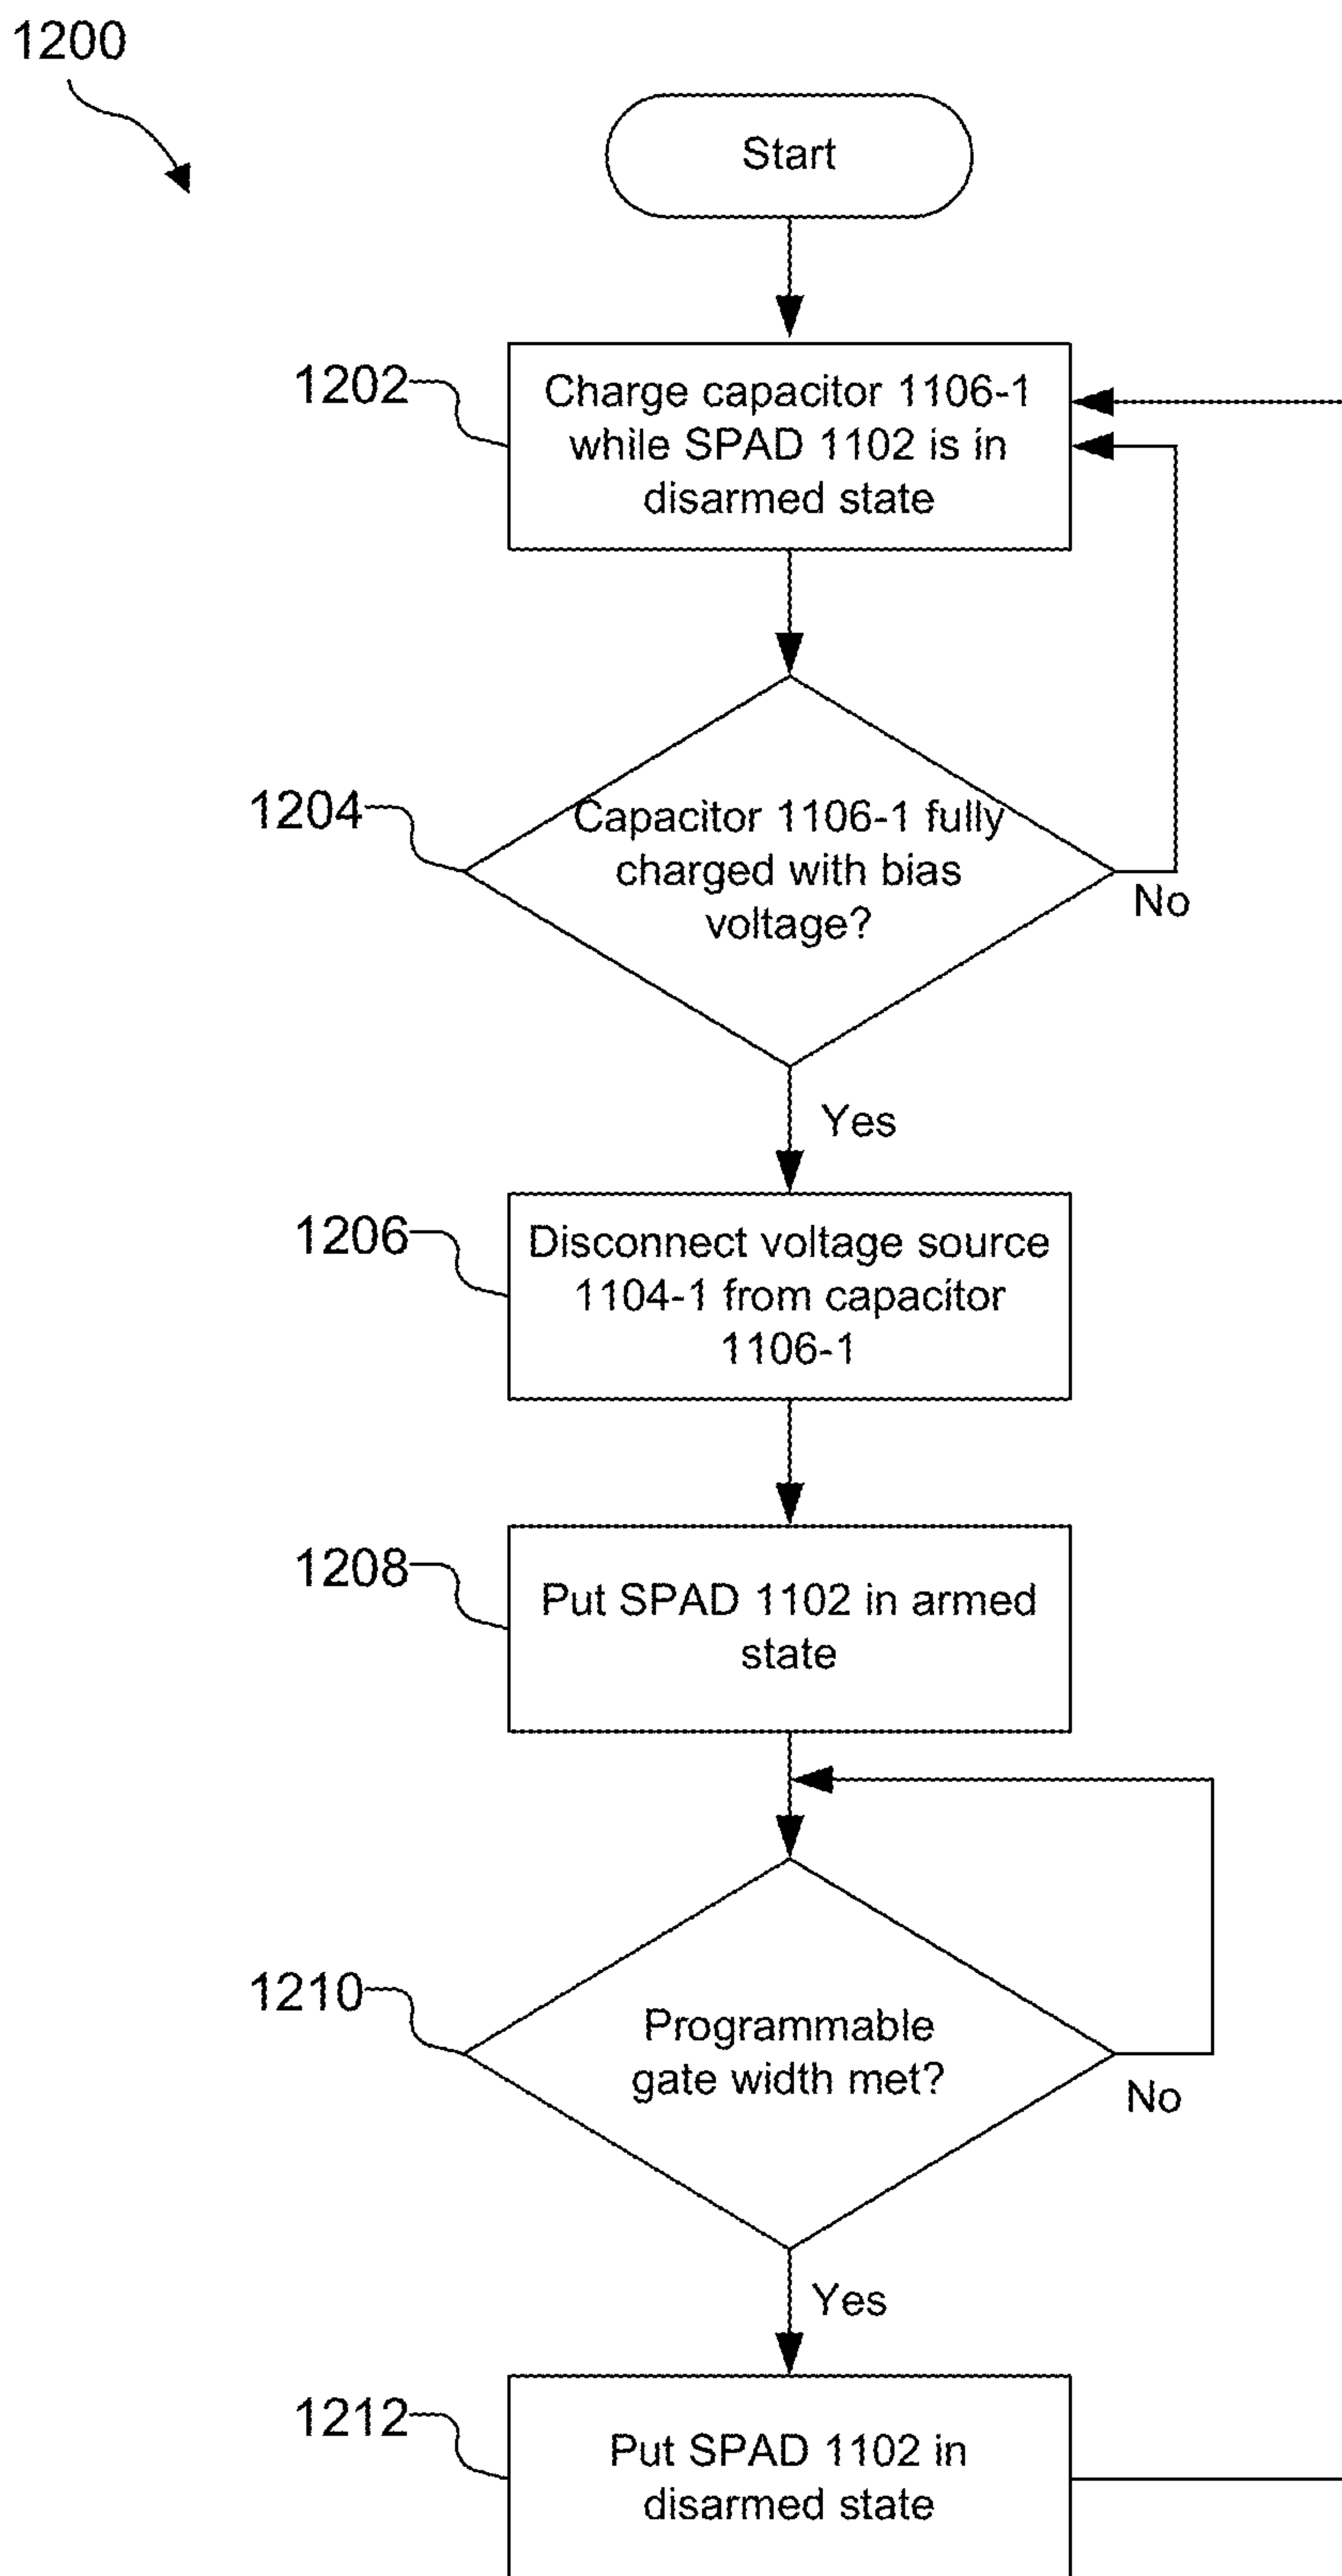 1200
Start
1202
Charge capacitor 1106-1
while SPAD 1102 is in
disarmed state
1204
Capacitor 1106-1 fully
charged with bias
voltage?
No
Yes
1206
Disconnect voltage source
1104-1 from capacitor
1106-1
1208
Put SPAD 1102 in armed
state
1210
Programmable
gate width met?
No
Yes
1212
Put SPAD 1102 in
disarmed state